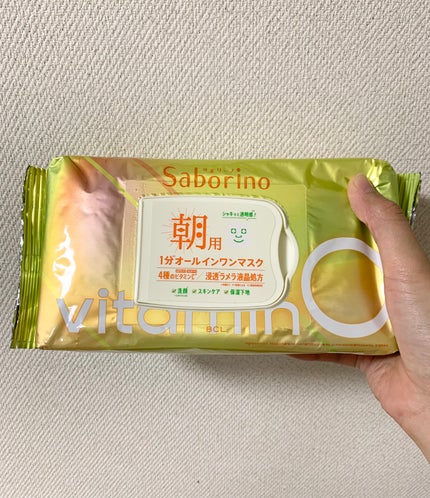 サボリーノ
Saborino
シャキッと透明感!
朝用
1分*オールインワンマスク
4種のビタミンC
浸透ラメラ液晶処方
洗顔 スキンケア 保湿下地
vitamin C
BCL